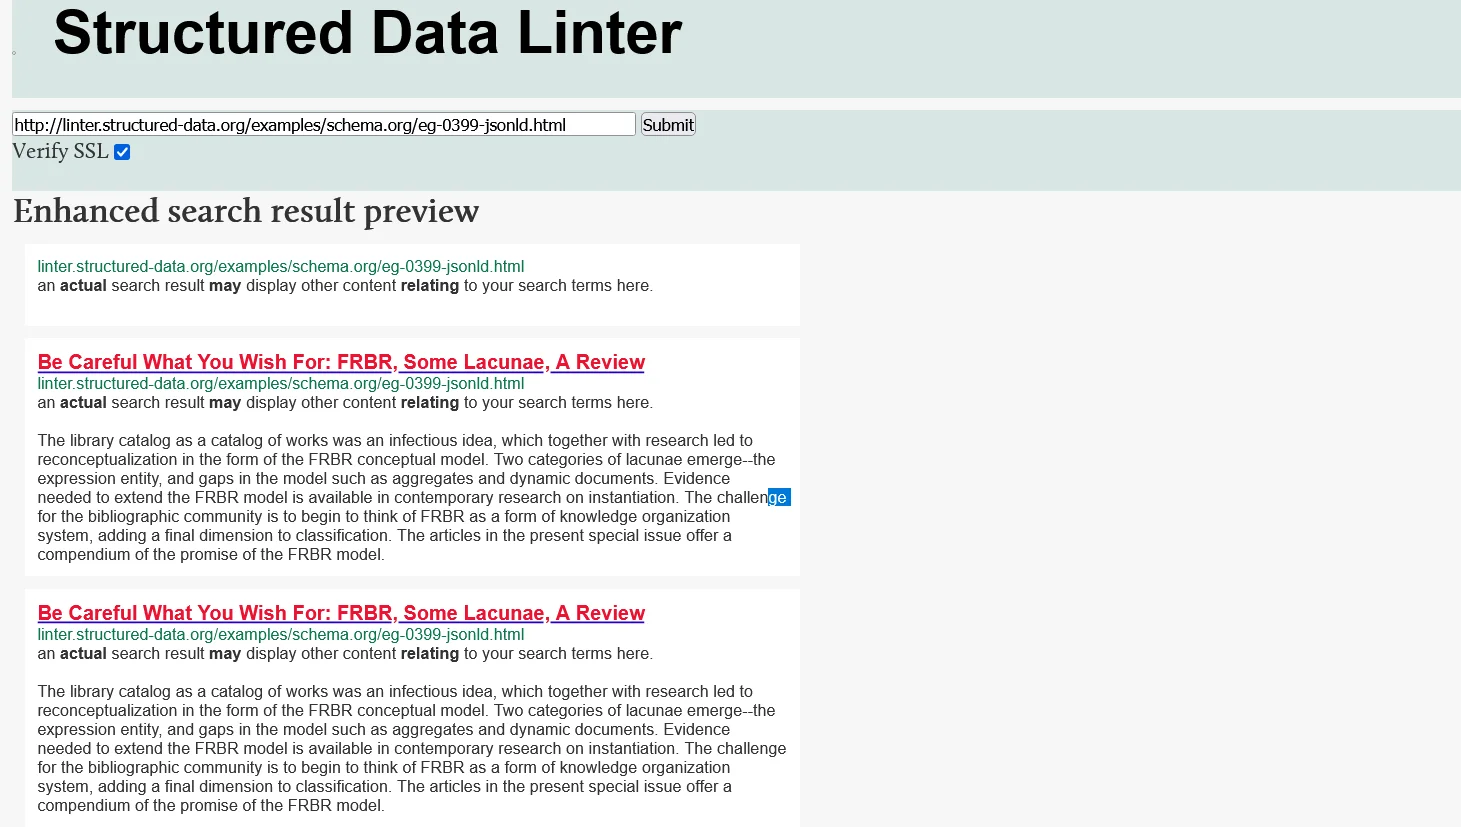 Structured Data Linter
http://linter.structured-data.org/examples/schema.org/eg-0399-jsonld.html Submit
Verify SSL
Enhanced search result preview
linter.structured-data.org/examples/schema.org/eg-0399-jsonld.html
an actual search result may display other content relating to your search terms here.
Be Careful What You Wish For: FRBR, Some Lacunae, A Review
linter.structured-data.org/examples/schema.org/eg-0399-jsonld.html
an actual search result may display other content relating to your search terms here.
The library catalog as a catalog of works was an infectious idea, which together with research led to
reconceptualization in the form of the FRBR conceptual model. Two categories of lacunae emerge--the
expression entity, and gaps in the model such as aggregates and dynamic documents. Evidence
needed to extend the FRBR model is available in contemporary research on instantiation. The challenge
for the bibliographic community is to begin to think of FRBR as a form of knowledge organization
system, adding a final dimension to classification. The articles in the present special issue offer a
compendium of the promise of the FRBR model.
Be Careful What You Wish For: FRBR, Some Lacunae, A Review
linter.structured-data.org/examples/schema.org/eg-0399-jsonld.html
an actual search result may display other content relating to your search terms here.
The library catalog as a catalog of works was an infectious idea, which together with research led to
reconceptualization in the form of the FRBR conceptual model. Two categories of lacunae emerge--the
expression entity, and gaps in the model such as aggregates and dynamic documents. Evidence
needed to extend the FRBR model is available in contemporary research on instantiation. The challenge
for the bibliographic community is to begin to think of FRBR as a form of knowledge organization
system, adding a final dimension to classification. The articles in the present special issue offer a
compendium of the promise of the FRBR model.